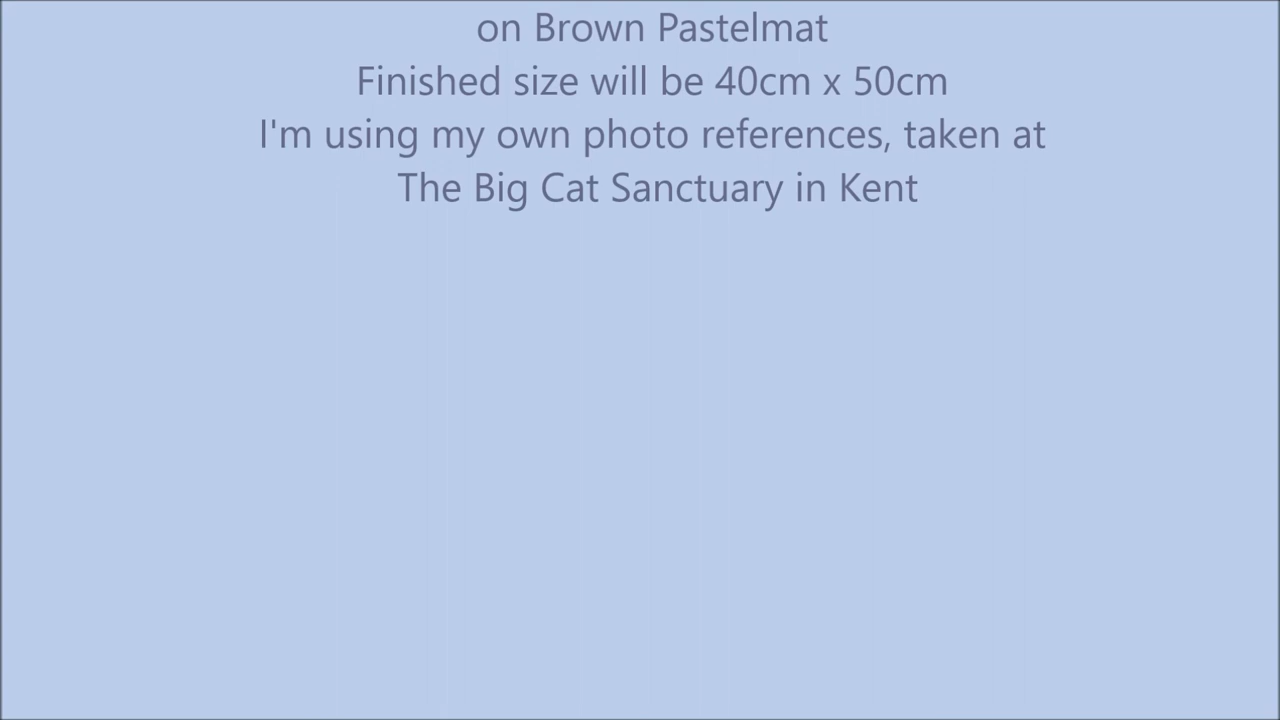 on Brown Pastelmat
Finished size will be 40cm x 50cm
I'm using my own photo references, taken at
The Big Cat Sanctuary in Kent